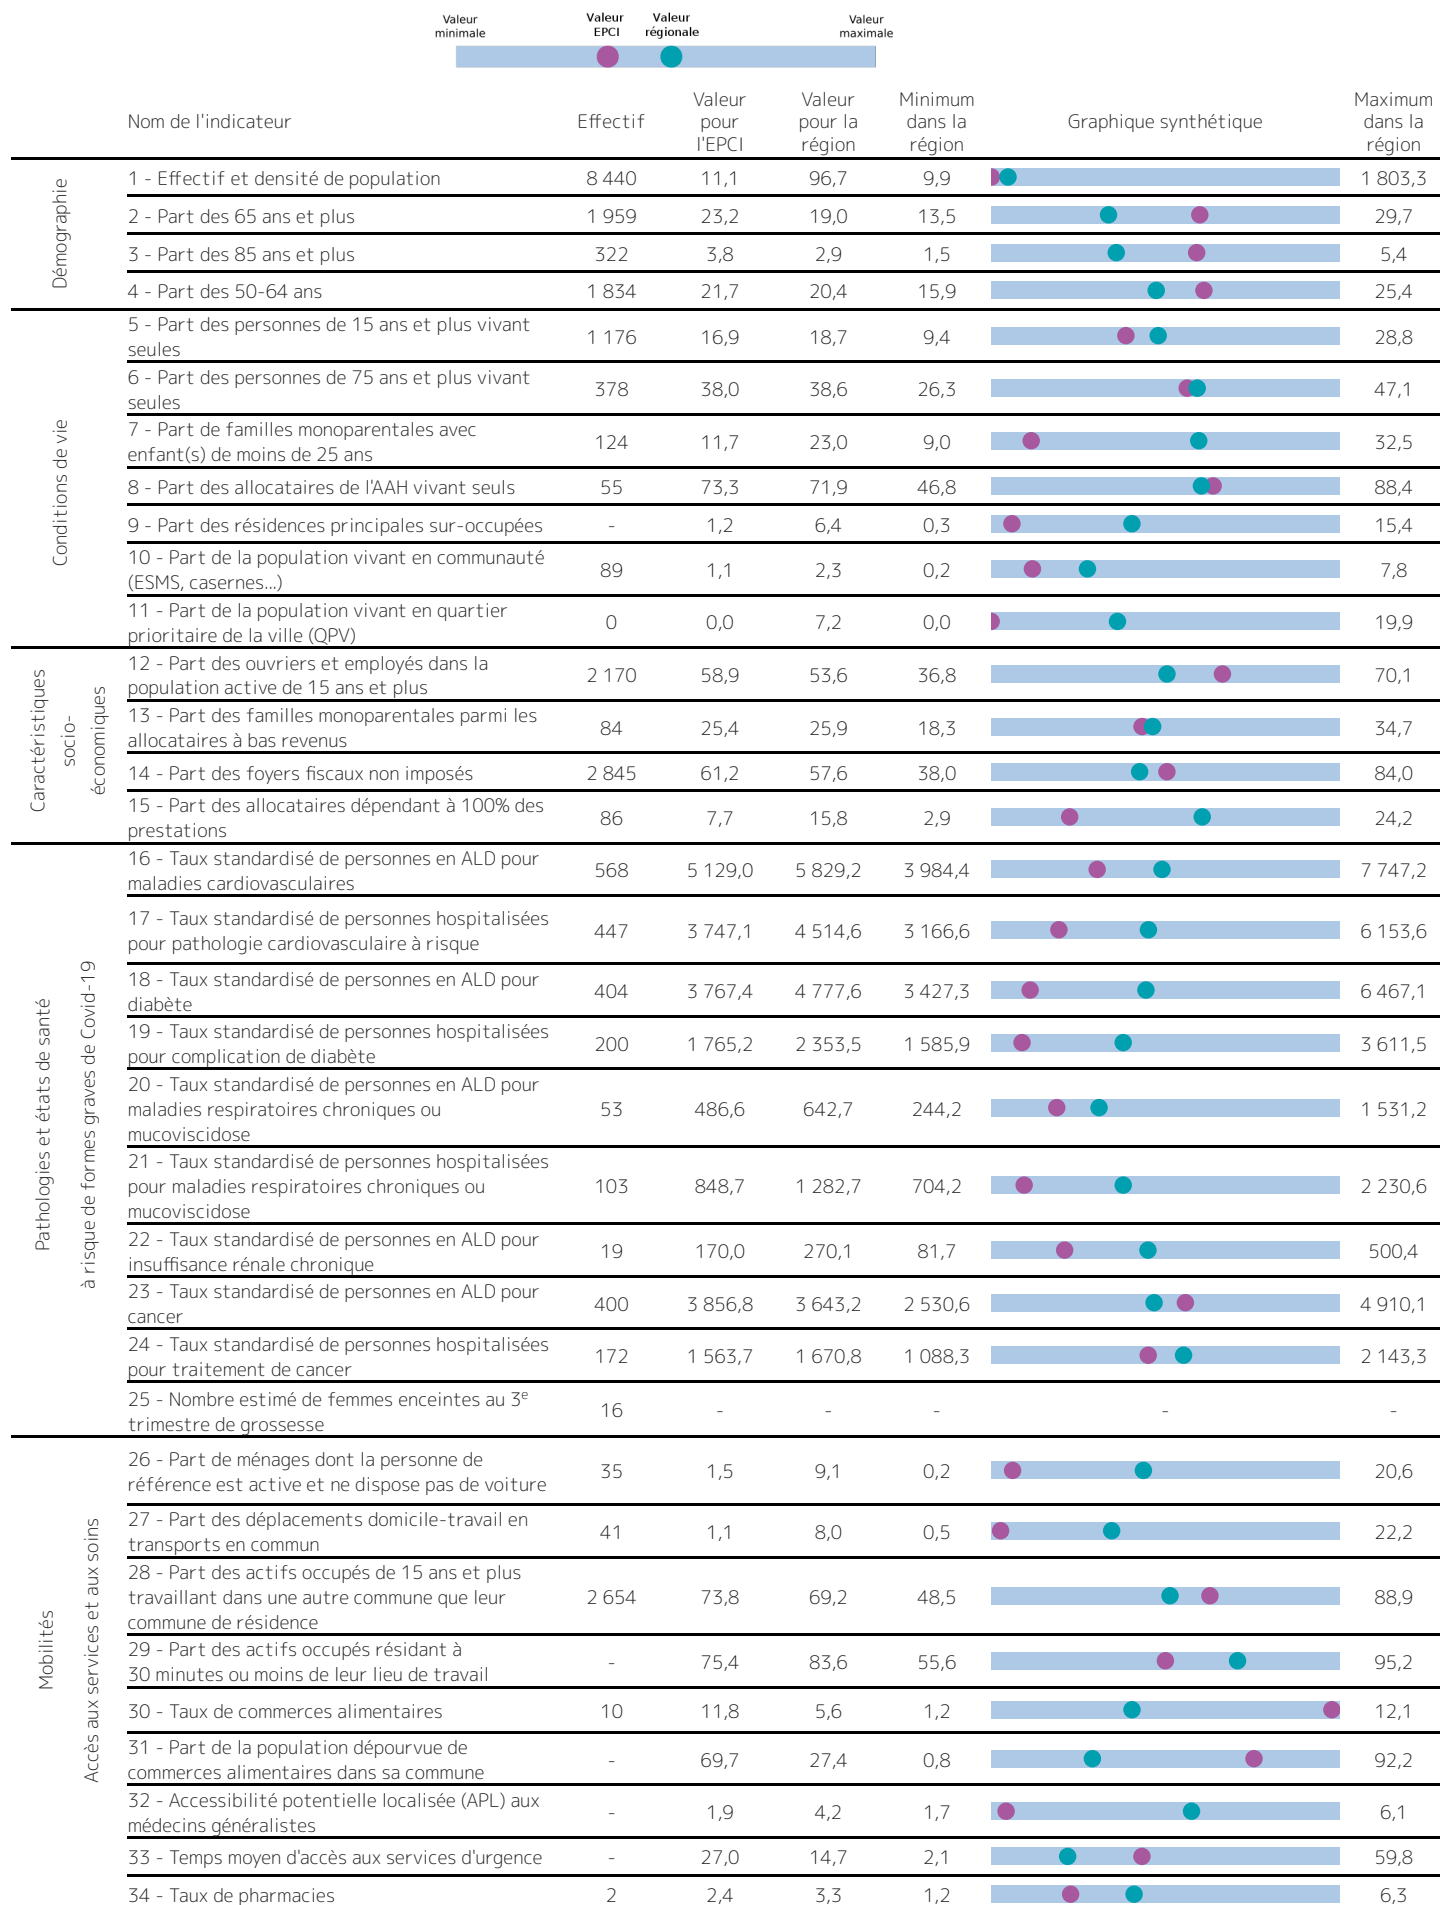 Valeur minimale
Valeur EPCI
Valeur régionale
Valeur maximale
Nom de l'indicateur Effectif Valeur pour l'EPCI Valeur pour la région Minimum dans la région Graphique synthétique Maximum dans la région
Démographie
1 - Effectif et densité de population 8 440 11,1 96,7 9,9 1 803,3
2 - Part des 65 ans et plus 1 959 23,2 19,0 13,5 29,7
3 - Part des 85 ans et plus 322 3,8 2,9 1,5 5,4
4 - Part des 50-64 ans 1 834 21,7 20,4 15,9 25,4
Conditions de vie
5 - Part des personnes de 15 ans et plus vivant
seules 1 176 16,9 18,7 9,4 28,8
6 - Part des personnes de 75 ans et plus vivant
seules 378 38,0 38,6 26,3 47,1
7 - Part de familles monoparentales avec
enfant(s) de moins de 25 ans 124 11,7 23,0 9,0 32,5
8 - Part des allocataires de l'AAH vivant seuls 55 73,3 71,9 46,8 88,4
9 - Part des résidences principales sur-occupées - 1,2 6,4 0,3 15,4
10 - Part de la population vivant en communauté
(ESMS, casernes...) 89 1,1 2,3 0,2 7,8
11 - Part de la population vivant en quartier
prioritaire de la ville (QPV) 0 0,0 7,2 0,0 19,9
Caractéristiques
socio-
économiques
12 - Part des ouvriers et employés dans la
population active de 15 ans et plus 2 170 58,9 53,6 36,8 70,1
13 - Part des familles monoparentales parmi les
allocataires à bas revenus 84 25,4 25,9 18,3 34,7
14 - Part des foyers fiscaux non imposés 2 845 61,2 57,6 38,0 84,0
15 - Part des allocataires dépendant à 100% des
prestations 86 7,7 15,8 2,9 24,2
Pathologies et états de santé
à risque de formes graves de Covid-19
16 - Taux standardisé de personnes en ALD pour
maladies cardiovasculaires 568 5 129,0 5 829,2 3 984,4 7 747,2
17 - Taux standardisé de personnes hospitalisées
pour pathologie cardiovasculaire à risque 447 3 747,1 4 514,6 3 166,6 6 153,6
18 - Taux standardisé de personnes en ALD pour
diabète 404 3 767,4 4 777,6 3 427,3 6 467,1
19 - Taux standardisé de personnes hospitalisées
pour complication de diabète 200 1 765,2 2 353,5 1 585,9 3 611,5
20 - Taux standardisé de personnes en ALD pour
maladies respiratoires chroniques ou 53 486,6 642,7 244,2 1 531,2
mucoviscidose
21 - Taux standardisé de personnes hospitalisées
pour maladies respiratoires chroniques ou 103 848,7 1 282,7 704,2 2 230,6
mucoviscidose
22 - Taux standardisé de personnes en ALD pour
insuffisance rénale chronique 19 170,0 270,1 81,7 500,4
23 - Taux standardisé de personnes en ALD pour
cancer 400 3 856,8 3 643,2 2 530,6 4 910,1
24 - Taux standardisé de personnes hospitalisées
pour traitement de cancer 172 1 563,7 1 670,8 1 088,3 2 143,3
25 - Nombre estimé de femmes enceintes au 3e
trimestre de grossesse 16 - - - - -
Mobilités
Accès aux services et aux soins
26 - Part de ménages dont la personne de
référence est active et ne dispose pas de voiture 35 1,5 9,1 0,2 20,6
27 - Part des déplacements domicile-travail en
transports en commun 41 1,1 8,0 0,5 22,2
28 - Part des actifs occupés de 15 ans et plus
travaillant dans une autre commune que leur 2 654 73,8 69,2 48,5 88,9
commune de résidence
29 - Part des actifs occupés résidant à
30 minutes ou moins de leur lieu de travail - 75,4 83,6 55,6 95,2
30 - Taux de commerces alimentaires 10 11,8 5,6 1,2 12,1
31 - Part de la population dépourvue de
commerces alimentaires dans sa commune - 69,7 27,4 0,8 92,2
32 - Accessibilité potentielle localisée (APL) aux
médecins généralistes - 1,9 4,2 1,7 6,1
33 - Temps moyen d'accès aux services d'urgence - 27,0 14,7 2,1 59,8
34 - Taux de pharmacies 2 2,4 3,3 1,2 6,3